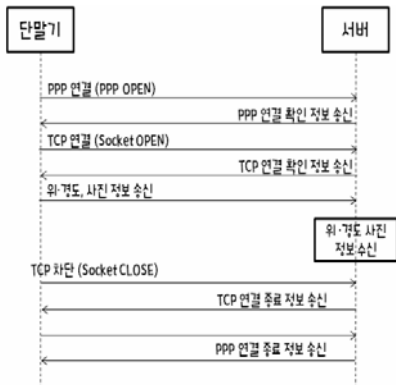 단말기
서버
PPP 연결 (PPP OPEN)
PPP 연결 확인 정보 송신
TCP 연결 (Socket OPEN)
TCP 연결 확인 정보 송신
위·경도, 사진 정보 송신
위·경도 사진
정보수신
TCP 차단 (Socket CLOSE)
TCP 연결 종료 정보 송신
PPP 연결 종료 정보 송신